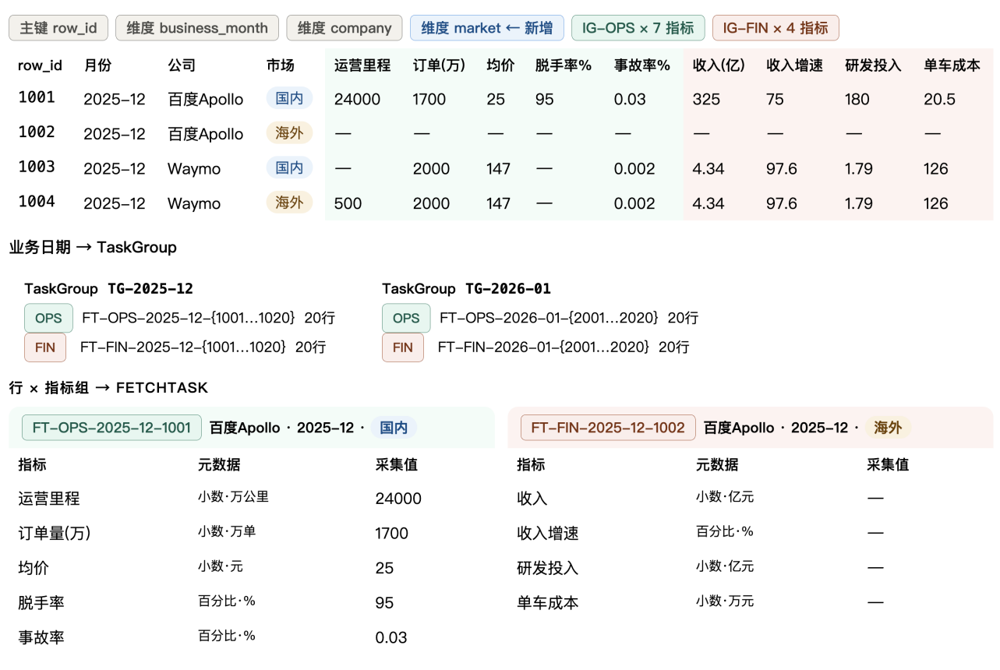 主键 row_id 维度 business_month 维度 company 维度 market ← 新增 IG-OPS × 7 指标 IG-FIN × 4 指标
row_id 月份 公司 市场 运营里程 订单(万) 均价 脱手率% 事故率% 收入(亿) 收入增速 研发投入 单车成本
1001 2025-12 百度Apollo 国内 24000 1700 25 95 0.03 325 75 180 20.5
1002 2025-12 百度Apollo 海外 — — — — — — — — —
1003 2025-12 Waymo 国内 — 2000 147 — 0.002 4.34 97.6 1.79 126
1004 2025-12 Waymo 海外 500 2000 147 — 0.002 4.34 97.6 1.79 126
业务日期 → TaskGroup
TaskGroup TG-2025-12
OPS FT-OPS-2025-12-{1001…1020} 20行
FIN FT-FIN-2025-12-{1001…1020} 20行
TaskGroup TG-2026-01
OPS FT-OPS-2026-01-{2001…2020} 20行
FIN FT-FIN-2026-01-{2001…2020} 20行
行 × 指标组 → FETCHTASK
FT-OPS-2025-12-1001 百度Apollo · 2025-12 · 国内
指标 元数据 采集值
运营里程 小数·万公里 24000
订单量(万) 小数·万单 1700
均价 小数·元 25
脱手率 百分比·% 95
事故率 百分比·% 0.03
FT-FIN-2025-12-1002 百度Apollo · 2025-12 · 海外
指标 元数据 采集值
收入 小数·亿元 —
收入增速 百分比·% —
研发投入 小数·亿元 —
单车成本 小数·万元 —